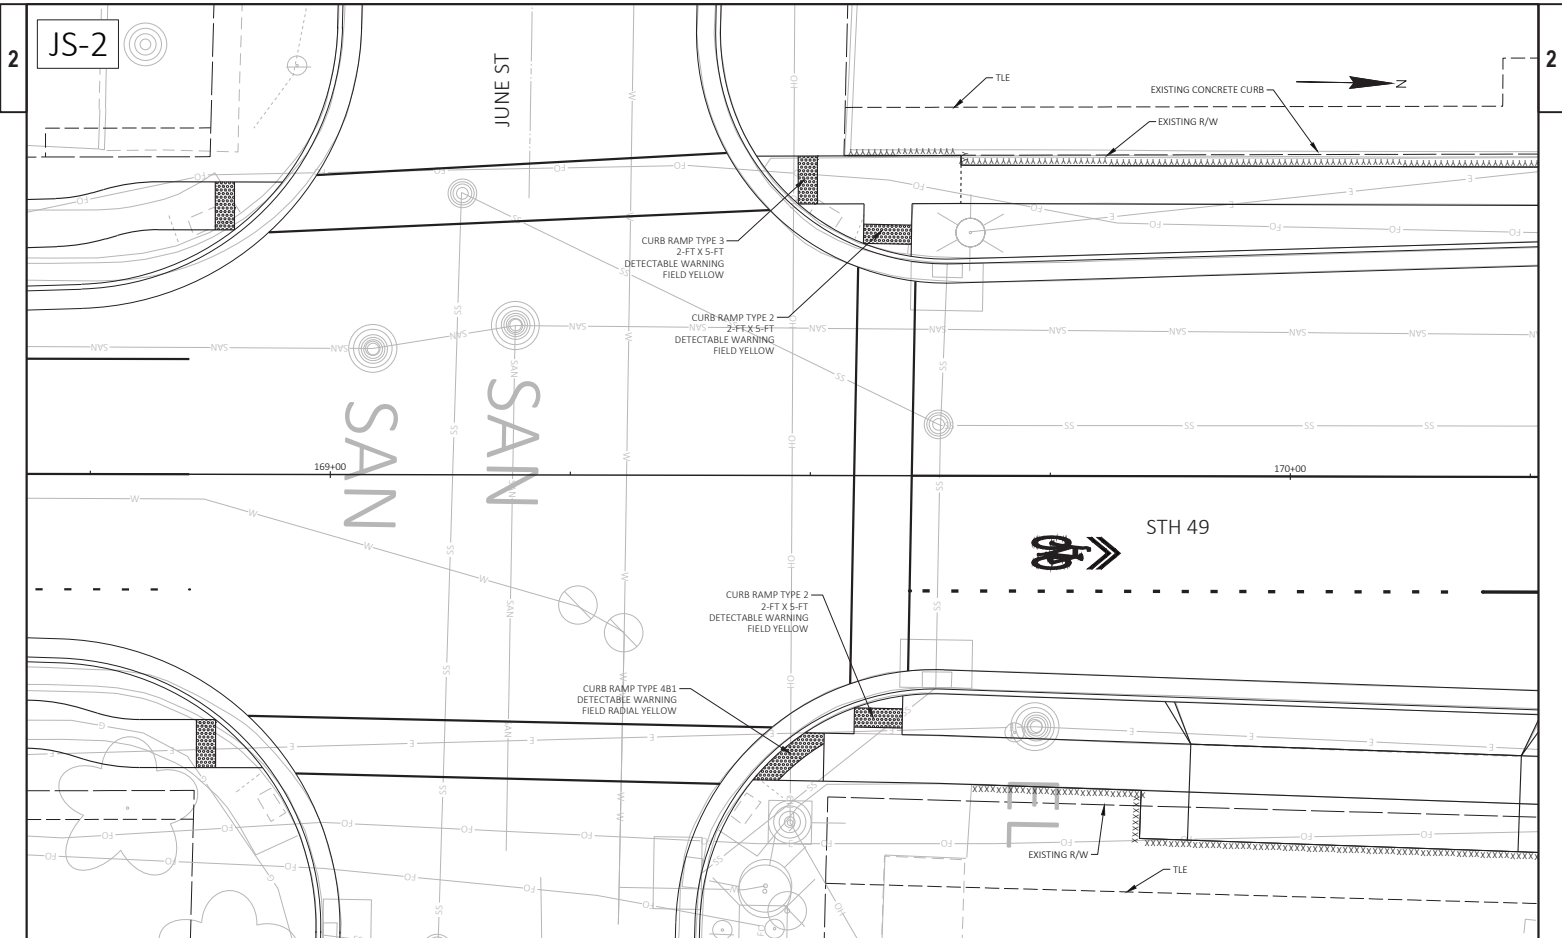 2
JS-2
2
JUNE ST
TLE
N
EXISTING CONCRETE CURB
EXISTING R/W
CURB RAMP TYPE 3
2-FT X 5-FT
DETECTABLE WARNING
FIELD YELLOW
CURB RAMP TYPE 2
2-FT X 5-FT
DETECTABLE WARNING
FIELD YELLOW
SAN
SAN
169+00
170+00
STH 49
CURB RAMP TYPE 2
2-FT X 5-FT
DETECTABLE WARNING
FIELD YELLOW
CURB RAMP TYPE 4B1
DETECTABLE WARNING
FIELD RADIAL YELLOW
EXISTING R/W
TLE